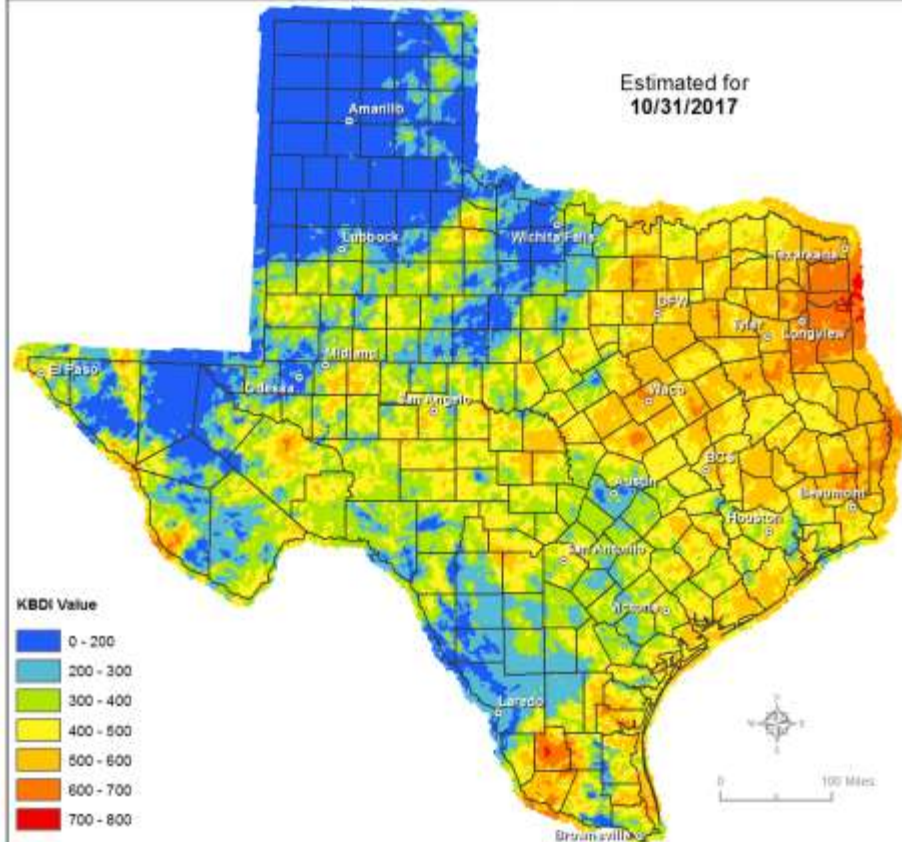 Estimated for
10/31/2017
Amarillo
Lubbock
Wichita Falls
Texarkana
DFW
Tyler
Longview
El Paso
Midland
Odessa
San Angelo
Waco
BCS
Austin
Beaumont
Houston
San Antonio
Victoria
Laredo
Brownsville
KBDI Value
0 - 200
200 - 300
300 - 400
400 - 500
500 - 600
600 - 700
700 - 800
N
W
E
S
0
100 Miles